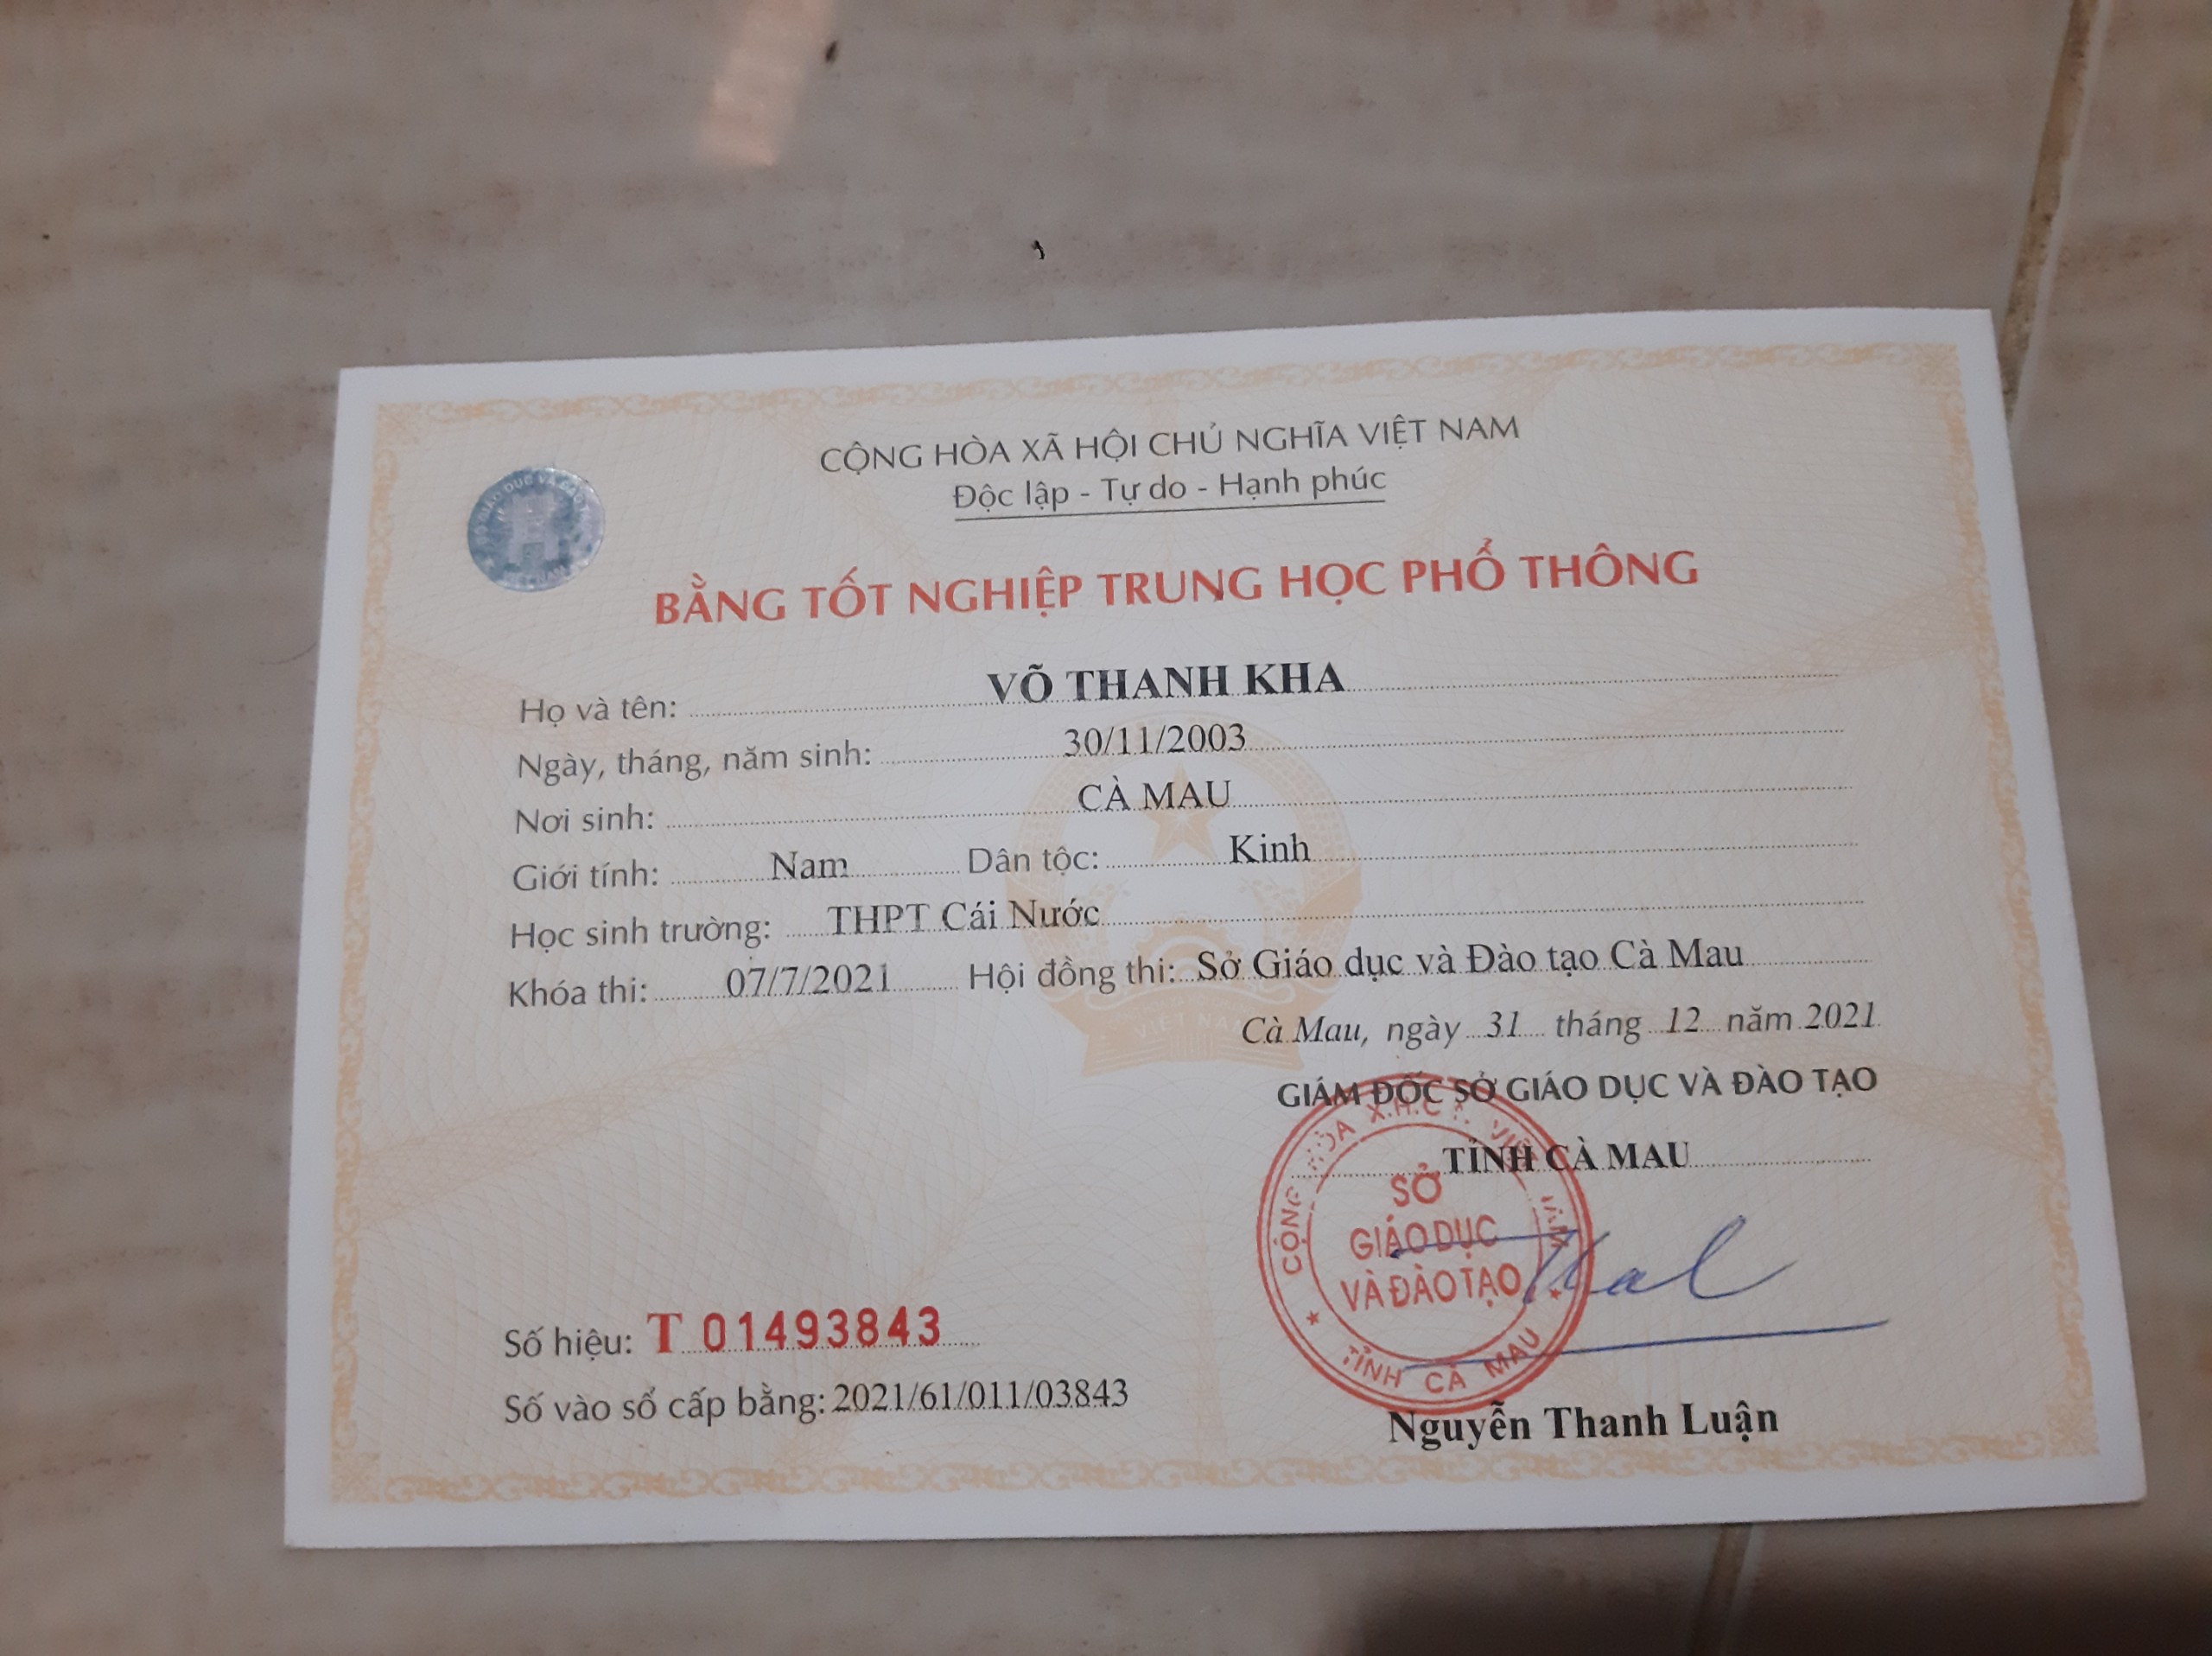 CỘNG HÒA XÃ HỘI CHỦ NGHĨA VIỆT NAM
Độc lập - Tự do - Hạnh phúc
BẰNG TỐT NGHIỆP TRUNG HỌC PHỔ THÔNG
Họ và tên: VÕ THANH KHA
Ngày, tháng, năm sinh: 30/11/2003
Nơi sinh: CÀ MAU
Giới tính: Nam Dân tộc: Kinh
Học sinh trường: THPT Cái Nước
Khóa thi: 07/7/2021 Hội đồng thi: Sở Giáo dục và Đào tạo Cà Mau
Cà Mau, ngày 31 tháng 12 năm 2021
GIÁM ĐỐC SỞ GIÁO DỤC VÀ ĐÀO TẠO
TỈNH CÀ MAU
SỞ
GIÁO DỤC
VÀ ĐÀO TẠO
TỈNH CÀ MAU
Số hiệu: T 01493843
Số vào sổ cấp bằng: 2021/61/011/03843
Nguyễn Thanh Luận